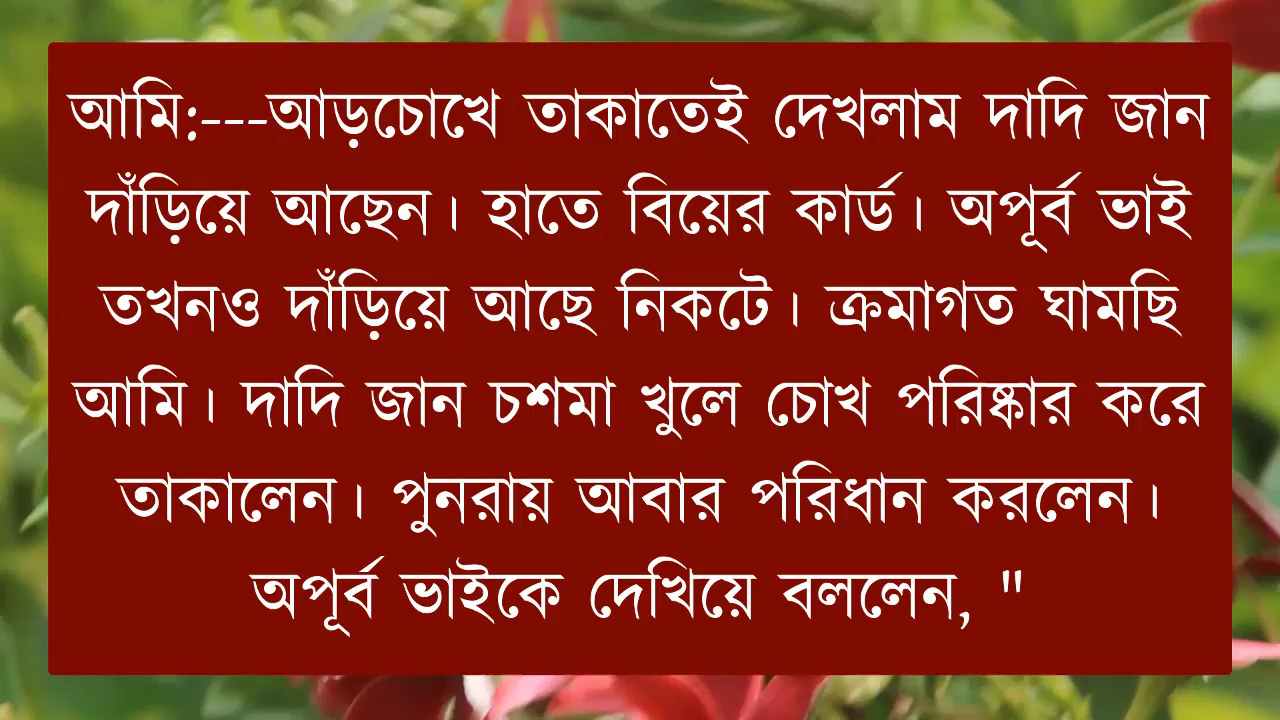 আমি:---আড়চোখে তাকাতেই দেখলাম দাদি জান
দাঁড়িয়ে আছেন। হাতে বিয়ের কার্ড। অপূর্ব ভাই
তখনও দাঁড়িয়ে আছে নিকটে। ক্রমাগত ঘামছি
আমি। দাদি জান চশমা খুলে চোখ পরিষ্কার করে
তাকালেন। পুনরায় আবার পরিধান করলেন।
অপূর্ব ভাইকে দেখিয়ে বললেন, "